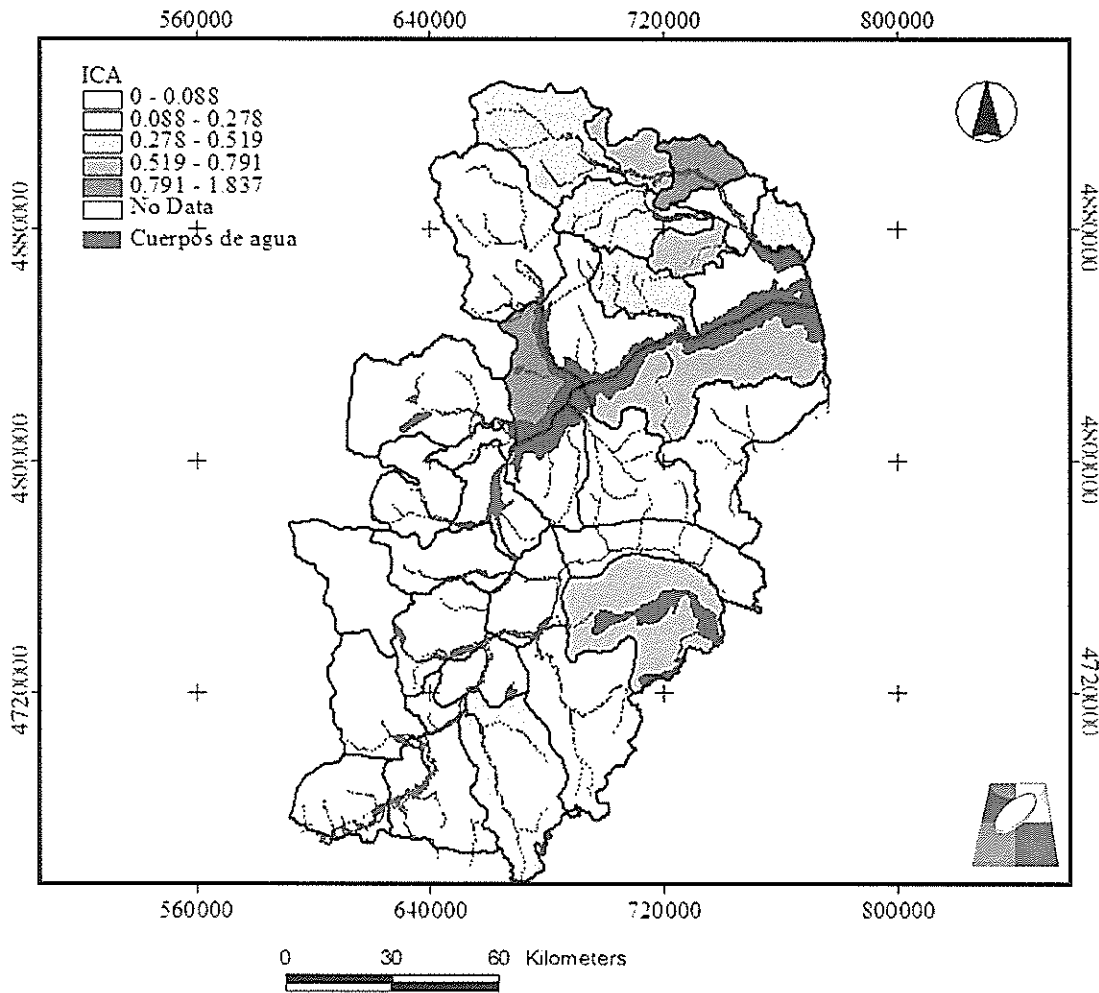 560000 640000 720000 800000
ICA
0 - 0.088
0.088 - 0.278
0.278 - 0.519
0.519 - 0.791
0.791 - 1.837
No Data
Cuerpos de agua
4880000
4880000
4800000
4800000
4720000
4720000
560000 640000 720000 800000
0 30 60 Kilometers